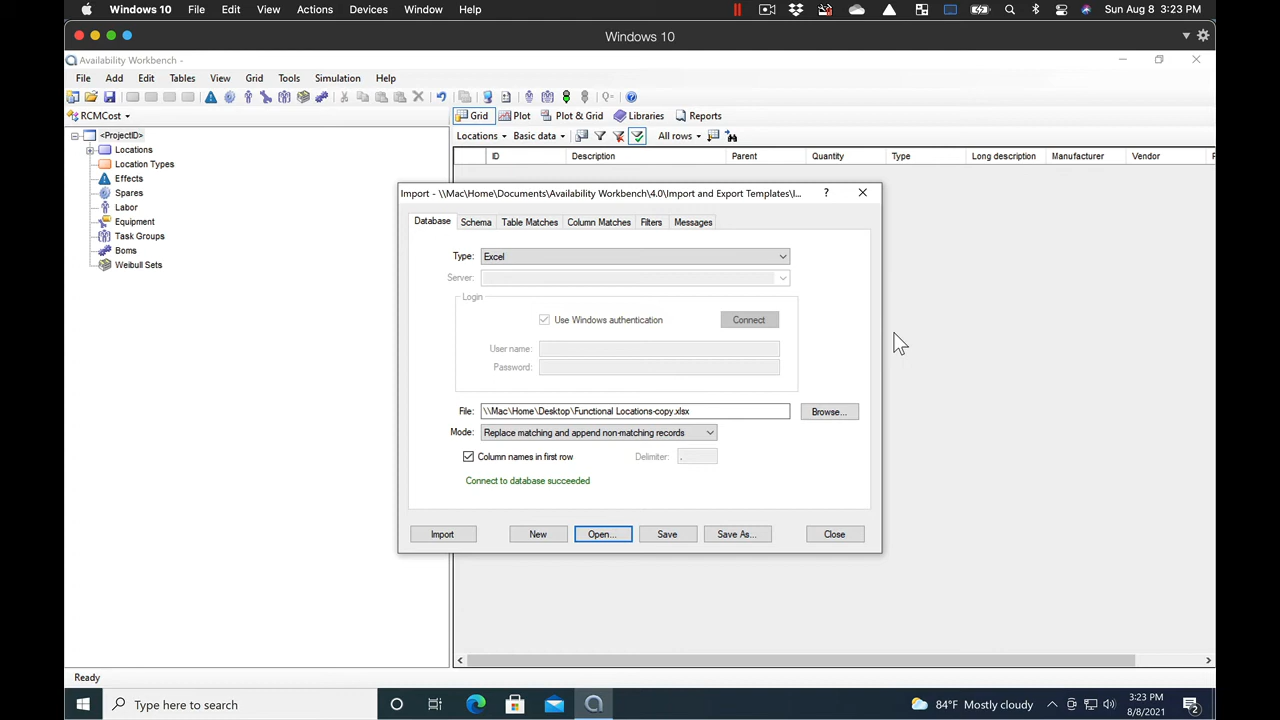 Windows 10 File Edit View Actions Devices Window Help Sun Aug 8 3:23 PM
Windows 10
Availability Workbench -
File Add Edit Tables View Grid Tools Simulation Help
RCMCost Grid Plot Plot & Grid Libraries Reports
<ProjectID>
Locations
Location Types
Effects
Spares
Labor
Equipment
Task Groups
Boms
Weibull Sets
Locations Basic data All rows
ID Description Parent Quantity Type Long description Manufacturer Vendor
Import - \\Mac\Home\Documents\Availability Workbench\4.0\Import and Export Templates\I... ?
Database Schema Table Matches Column Matches Filters Messages
Type: Excel
Server:
Login
Use Windows authentication Connect
User name:
Password:
File: \\Mac\Home\Desktop\Functional Locations-copy.xlsx Browse...
Mode: Replace matching and append non-matching records
Column names in first row Delimiter: ,
Connect to database succeeded
Import New Open... Save Save As... Close
Ready
Type here to search 84°F Mostly cloudy 3:23 PM
8/8/2021 2